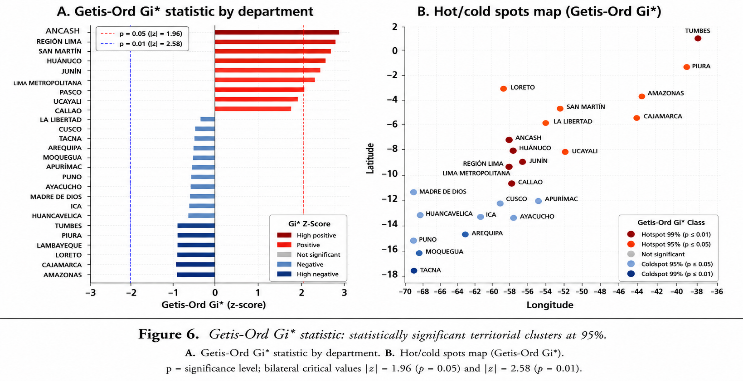 A. Getis-Ord Gi* statistic by department
p = 0.05 (|z| = 1.96)
p = 0.01 (|z| = 2.58)
ANCASH
REGIÓN LIMA
SAN MARTÍN
HUÁNUCO
JUNÍN
LIMA METROPOLITANA
PASCO
UCAYALI
CALLAO
LA LIBERTAD
CUSCO
TACNA
AREQUIPA
MOQUEGUA
APURÍMAC
PUNO
AYACUCHO
MADRE DE DIOS
ICA
HUANCAVELICA
TUMBES
PIURA
LAMBAYEQUE
LORETO
CAJAMARCA
AMAZONAS
Gi* Z-Score
High positive
Positive
Not significant
Negative
High negative
−3 −2 −1 0 1 2 3
Getis-Ord Gi* (z-score)
B. Hot/cold spots map (Getis-Ord Gi*)
Latitude
2
0
−2
−4
−6
−8
−10
−12
−14
−16
−18
TUMBES
PIURA
LORETO
AMAZONAS
SAN MARTÍN
CAJAMARCA
LA LIBERTAD
ANCASH
HUÁNUCO
UCAYALI
JUNÍN
REGIÓN LIMA
LIMA METROPOLITANA
CALLAO
MADRE DE DIOS
CUSCO
APURÍMAC
HUANCAVELICA
ICA
AYACUCHO
AREQUIPA
PUNO
MOQUEGUA
TACNA
Getis-Ord Gi* Class
Hotspot 99% (p ≤ 0.01)
Hotspot 95% (p ≤ 0.05)
Not significant
Coldspot 95% (p ≤ 0.05)
Coldspot 99% (p ≤ 0.01)
−70 −68 −66 −64 −62 −60 −58 −56 −54 −52 −50 −48 −46 −44 −42 −40 −38 −36
Longitude
Figure 6. Getis-Ord Gi* statistic: statistically significant territorial clusters at 95%.
A. Getis-Ord Gi* statistic by department. B. Hot/cold spots map (Getis-Ord Gi*).
p = significance level; bilateral critical values |z| = 1.96 (p = 0.05) and |z| = 2.58 (p = 0.01).